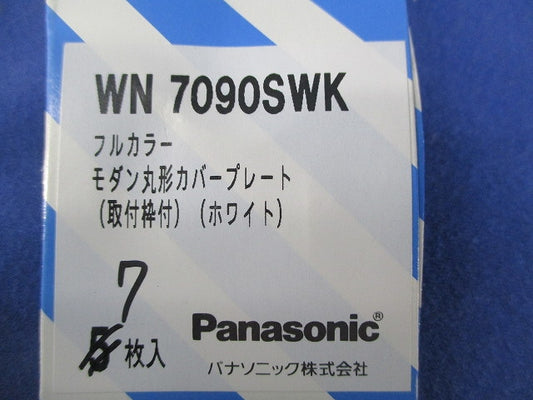 WN 7090SWK
フルカラー
モダン丸形カバープレート
(取付枠付) (ホワイト)
7
5枚入
Panasonic®
パナソニック株式会社